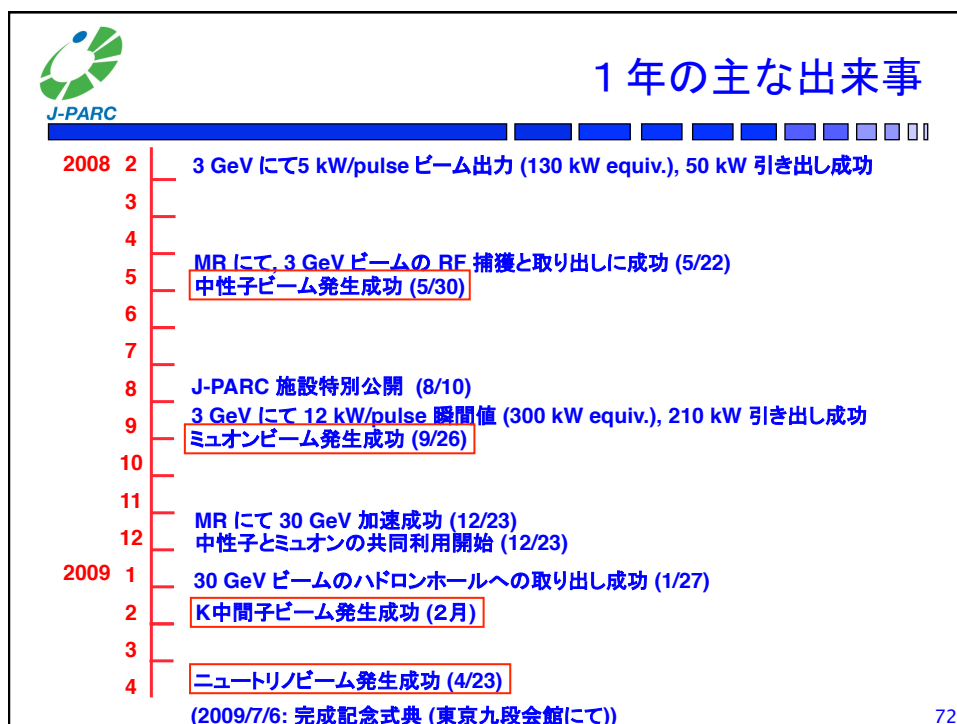 J-PARC
1年の主な出来事
2008 2 3 GeV にて5 kW/pulse ビーム出力 (130 kW equiv.), 50 kW 引き出し成功
3
4
MR にて, 3 GeV ビームの RF 捕獲と取り出しに成功 (5/22)
5 中性子ビーム発生成功 (5/30)
6
7
8 J-PARC 施設特別公開 (8/10)
3 GeV にて 12 kW/pulse 瞬間値 (300 kW equiv.), 210 kW 引き出し成功
9 ミュオンビーム発生成功 (9/26)
10
11
MR にて 30 GeV 加速成功 (12/23)
12 中性子とミュオンの共同利用開始 (12/23)
2009 1 30 GeV ビームのハドロンホールへの取り出し成功 (1/27)
2 K中間子ビーム発生成功 (2月)
3
4 ニュートリノビーム発生成功 (4/23)
(2009/7/6: 完成記念式典 (東京九段会館にて))
72